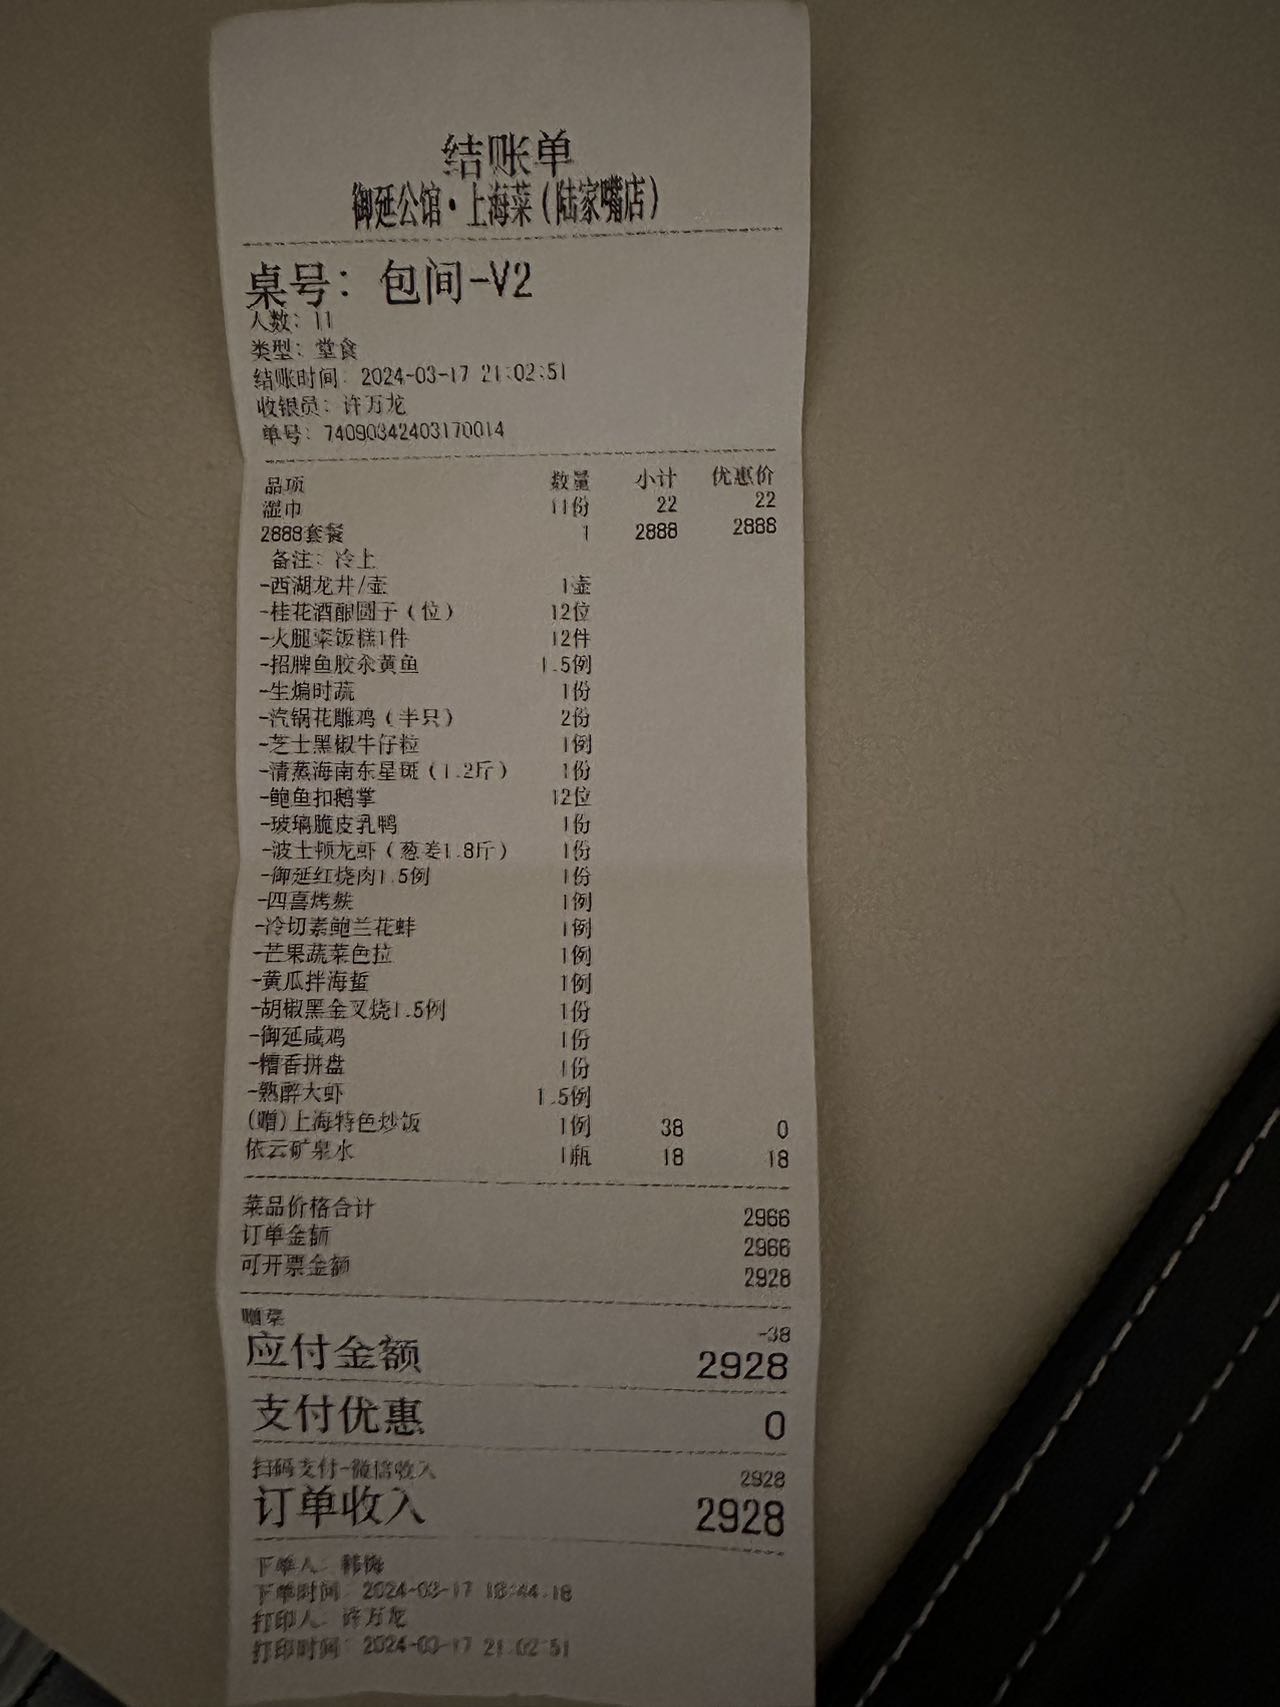 结账单
御延公馆·上海菜(陆家嘴店)
桌号: 包间-V2
人数: 11
类型: 堂食
结账时间: 2024-03-17 21:02:51
收银员: 许万龙
单号: 74090342403170014
品项 数量 小计 优惠价
湿巾 11份 22 22
2888套餐 1 2888 2888
备注: 冷上
-西湖龙井/壶 1壶
-桂花酒酿圆子(位) 12位
-火腿菜饭糕1件 12件
-招牌鱼胶汆黄鱼 1.5例
-生煸时蔬 1份
-汽锅花雕鸡(半只) 2份
-芝士黑椒牛仔粒 1例
-清蒸海南东星斑(1.2斤) 1份
-鲍鱼扣鹅掌 12位
-玻璃脆皮乳鸭 1份
-波士顿龙虾(葱姜1.8斤) 1份
-御延红烧肉1.5例 1份
-四喜烤麸 1例
-冷切素鲍兰花蚌 1例
-芒果蔬菜色拉 1例
-黄瓜拌海蜇 1例
-胡椒黑金叉烧1.5例 1份
-御延咸鸡 1份
-糟香拼盘 1份
-熟醉大虾 1.5例
(赠)上海特色炒饭 1例 38 0
依云矿泉水 1瓶 18 18
菜品价格合计 2966
订单金额 2966
可开票金额 2928
赠菜 -38
应付金额 2928
支付优惠 0
扫码支付-微信收入 2928
订单收入 2928
下单人: 韩
下单时间: 2024-03-17 18:44:18
打印人: 许万龙
打印时间: 2024-03-17 21:02:51